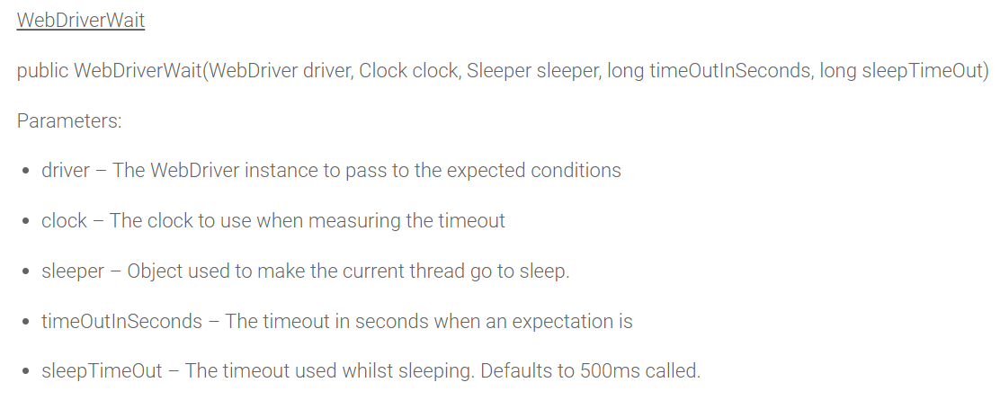 WebDriverWait
public WebDriverWait(WebDriver driver, Clock clock, Sleeper sleeper, long timeOutInSeconds, long sleepTimeOut)
Parameters:
• driver – The WebDriver instance to pass to the expected conditions
• clock – The clock to use when measuring the timeout
• sleeper – Object used to make the current thread go to sleep.
• timeOutInSeconds – The timeout in seconds when an expectation is
• sleepTimeOut – The timeout used whilst sleeping. Defaults to 500ms called.